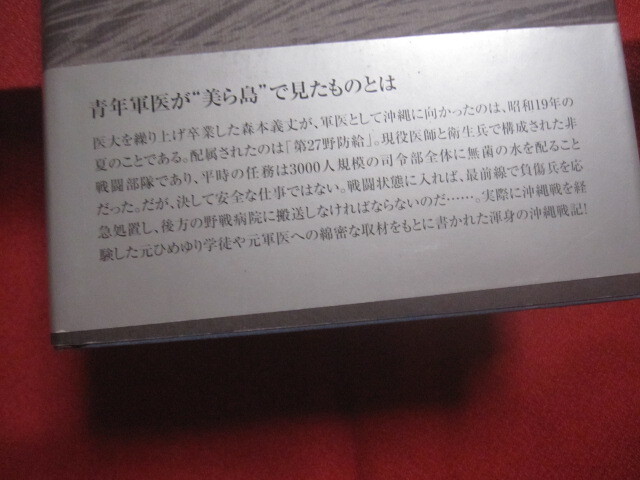 青年軍医が“美ら島”で見たものとは
医大を繰り上げ卒業した森本義丈が、軍医として沖縄に向かったのは、昭和19年の
夏のことである。配属されたのは「第27野防給」。現役医師と衛生兵で構成された非
戦闘部隊であり、平時の任務は3000人規模の司令部全体に無菌の水を配ること
だった。だが、決して安全な仕事ではない。戦闘状態に入れば、最前線で負傷兵を応
急処置し、後方の野戦病院に搬送しなければならないのだ……。実際に沖縄戦を経
験した元ひめゆり学徒や元軍医への綿密な取材をもとに書かれた渾身の沖縄戦記!